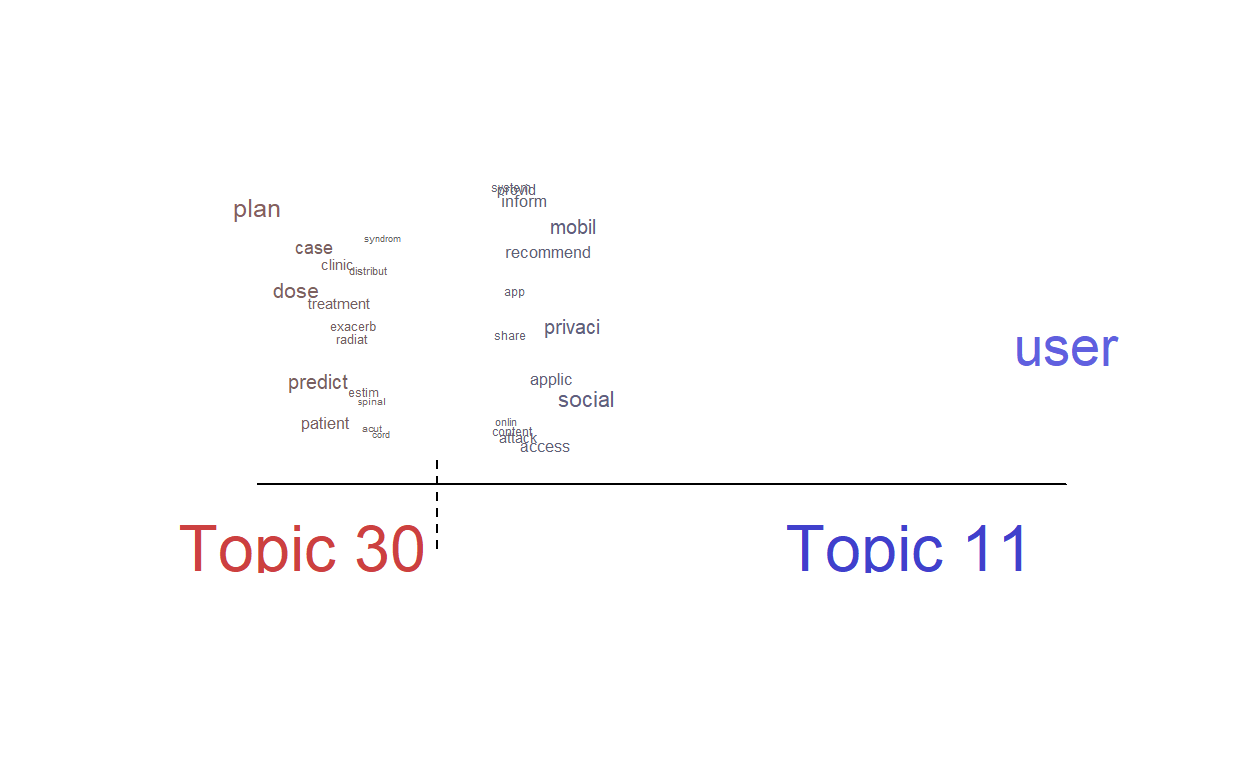 system
provid
inform
plan
mobil
syndrom
case
recommend
clinic
distribut
dose
app
treatment
exacerb
privaci
radiat
share
user
predict
applic
estim
spinal
social
patient
onlin
acut
content
cord
attack
access
Topic 30
Topic 11